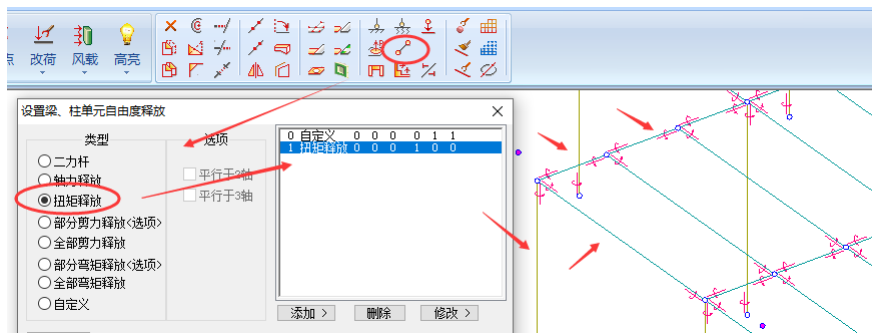 点 改荷 风载 高亮
设置梁、柱单元自由度释放
类型
二力杆
轴力释放
扭矩释放
部分剪力释放<选项>
全部剪力释放
部分弯矩释放<选项>
全部弯矩释放
自定义
选项
平行于2轴
平行于3轴
0 自定义 0 0 0 0 1 1
1 扭矩释放 0 0 0 1 0 0
添加 >
删除
修改 >